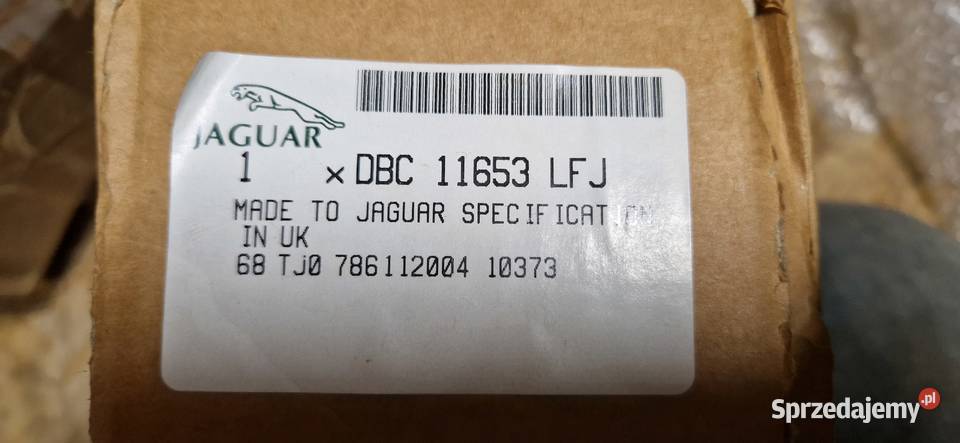 JAGUAR
1 x DBC 11653 LFJ
MADE TO JAGUAR SPECIFICATION
IN UK
68 TJ0 786112004 10373
Sprzedajemy.pl